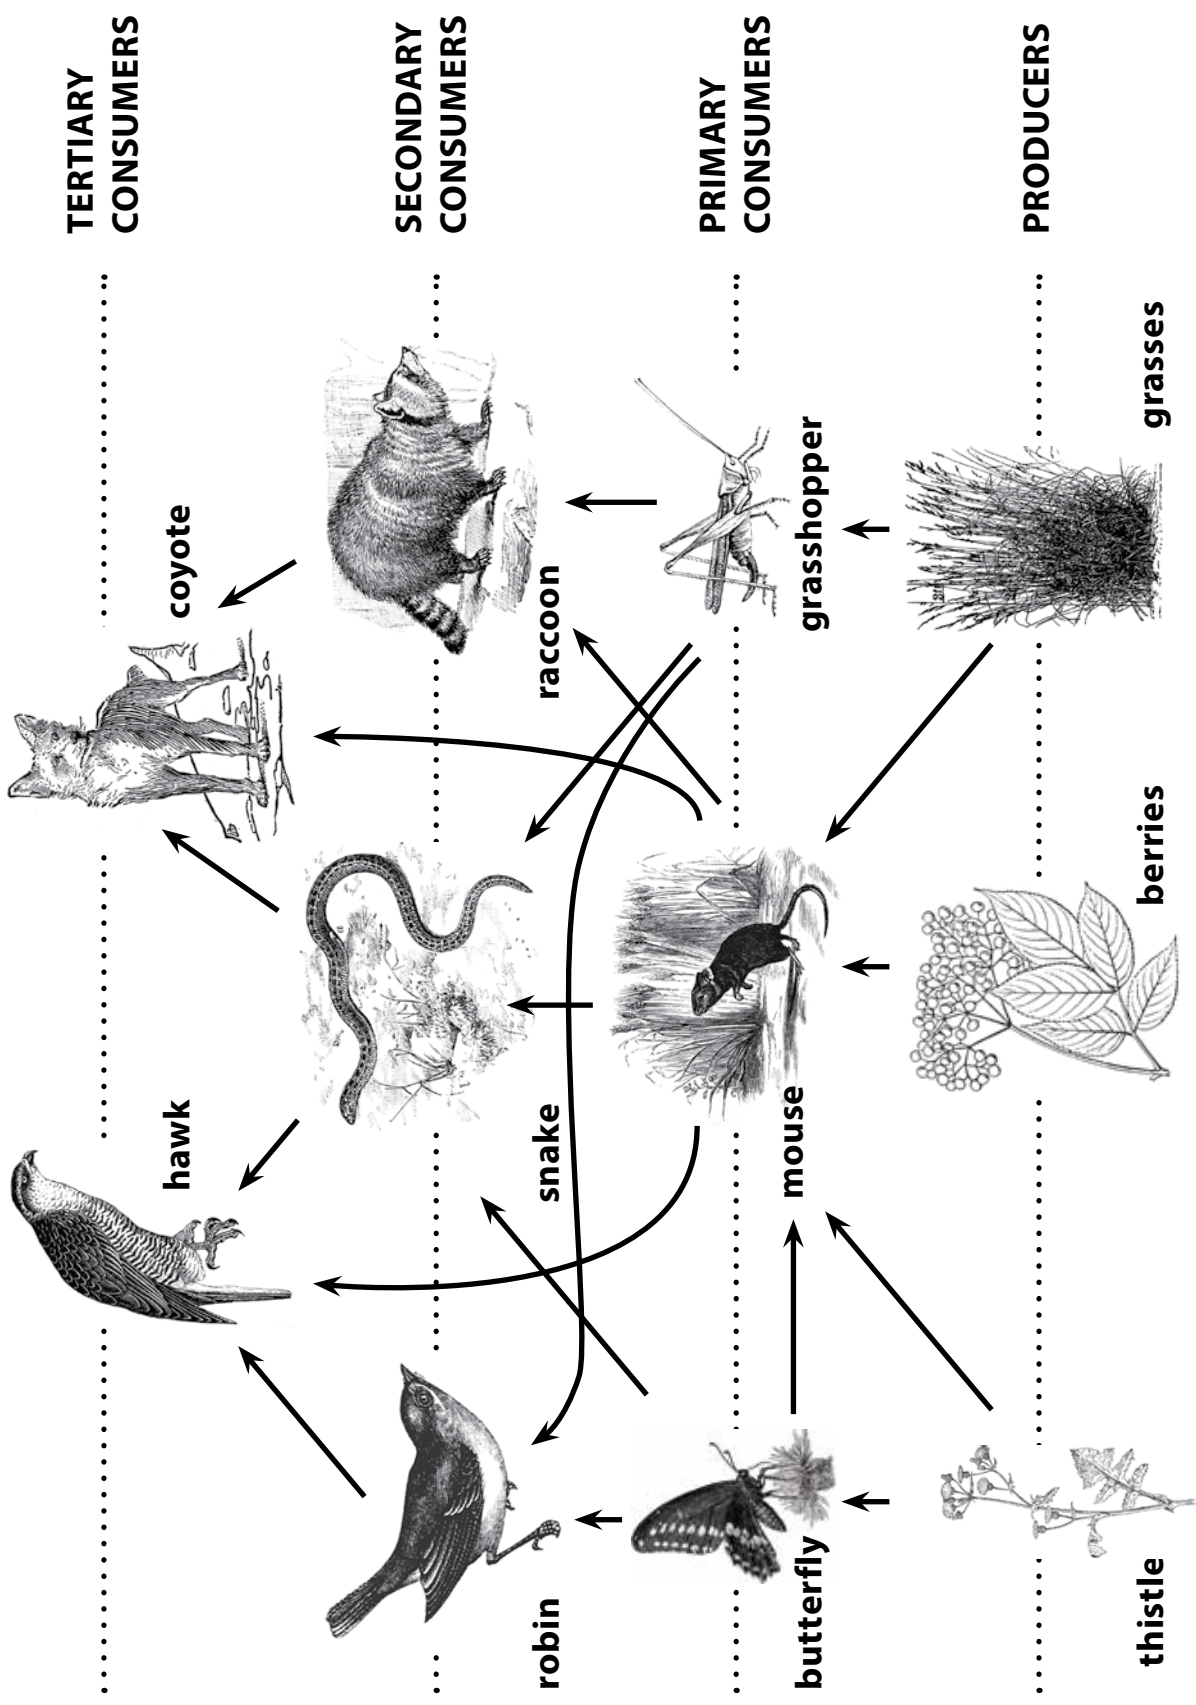 TERTIARY
CONSUMERS
hawk
coyote
SECONDARY
CONSUMERS
robin
snake
raccoon
PRIMARY
CONSUMERS
butterfly
mouse
grasshopper
PRODUCERS
thistle
berries
grasses